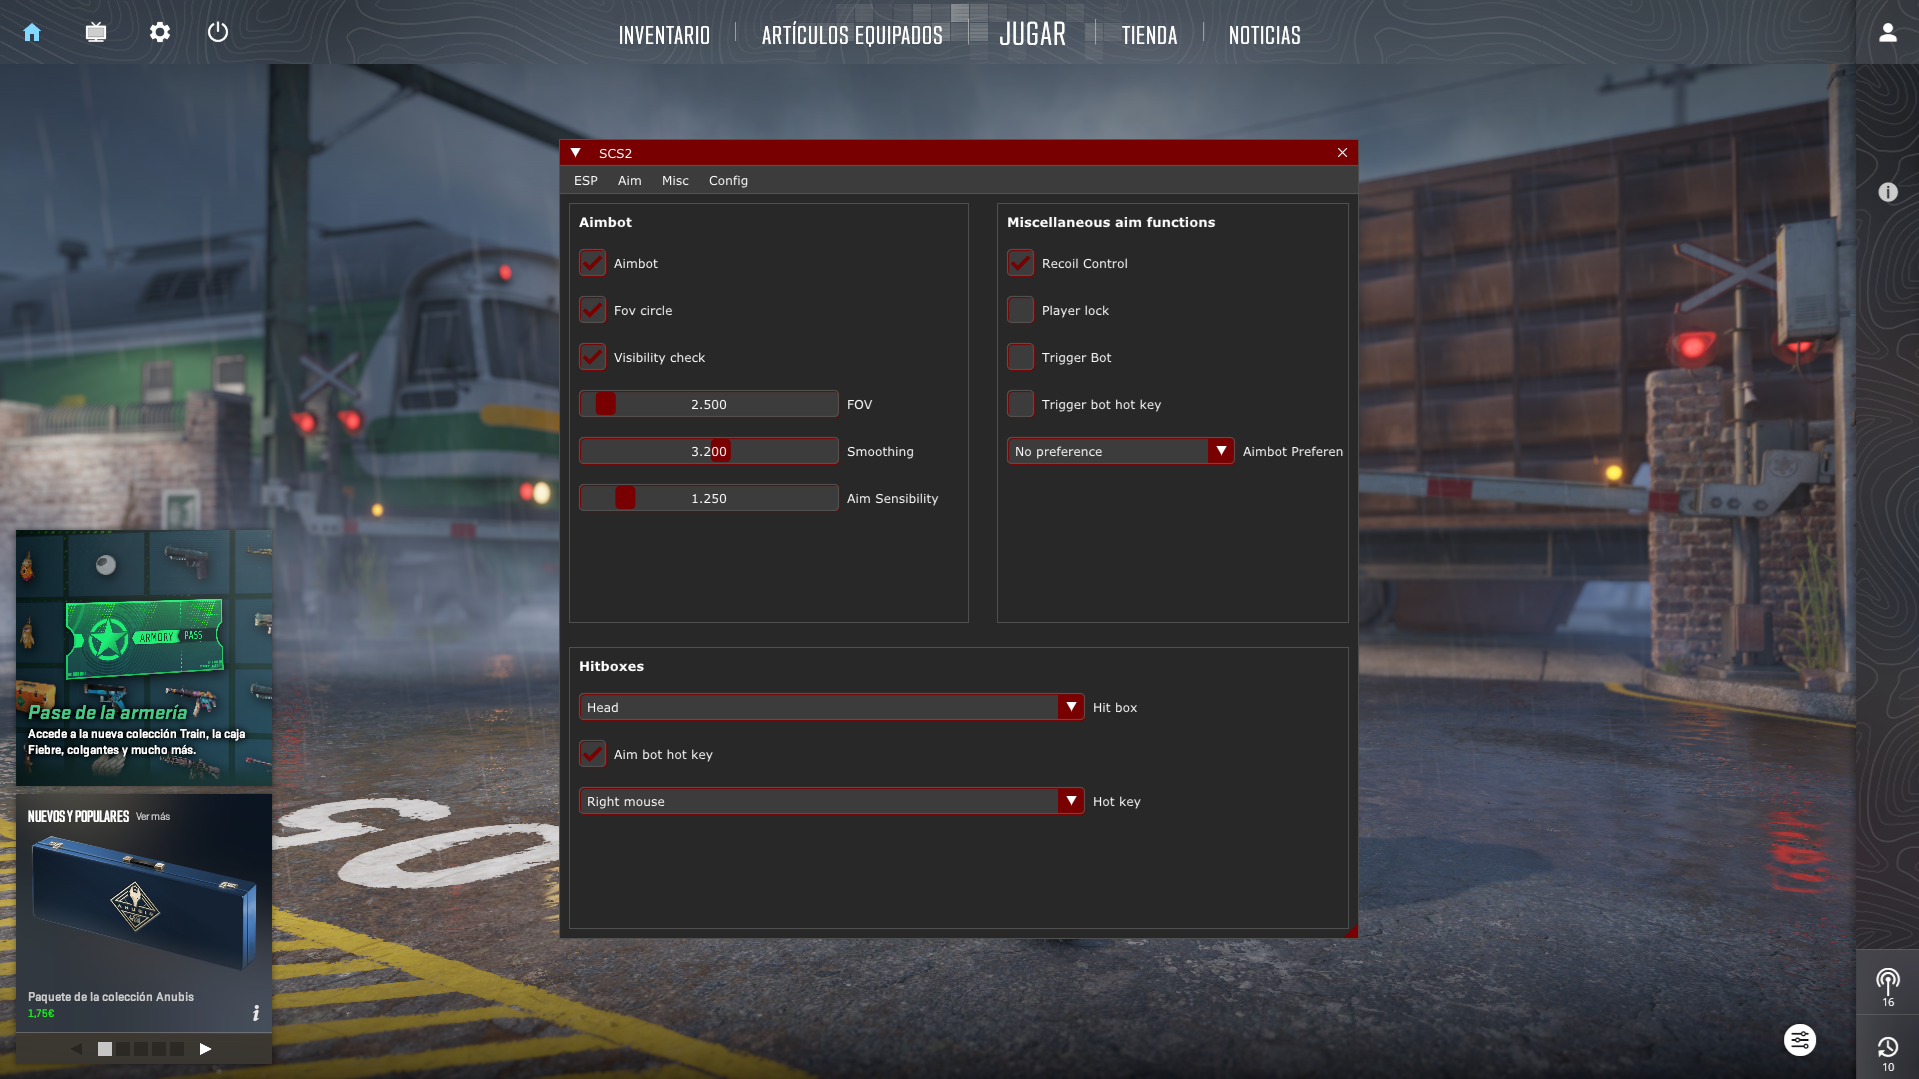 INVENTARIO
ARTÍCULOS EQUIPADOS
JUGAR
TIENDA
NOTICIAS
SCS2
ESP
Aim
Misc
Config
Aimbot
Aimbot
Fov circle
Visibility check
2.500
FOV
3.200
Smoothing
1.250
Aim Sensibility
Miscellaneous aim functions
Recoil Control
Player lock
Trigger Bot
Trigger bot hot key
No preference
Aimbot Preferen
Hitboxes
Head
Hit box
Aim bot hot key
Right mouse
Hot key
ARMORY PASS
Pase de la armería
Accede a la nueva colección Train, la caja
Fiebre, colgantes y mucho más.
NUEVOS Y POPULARES
Ver más
ANUBIS
Paquete de la colección Anubis
1,75€
16
10